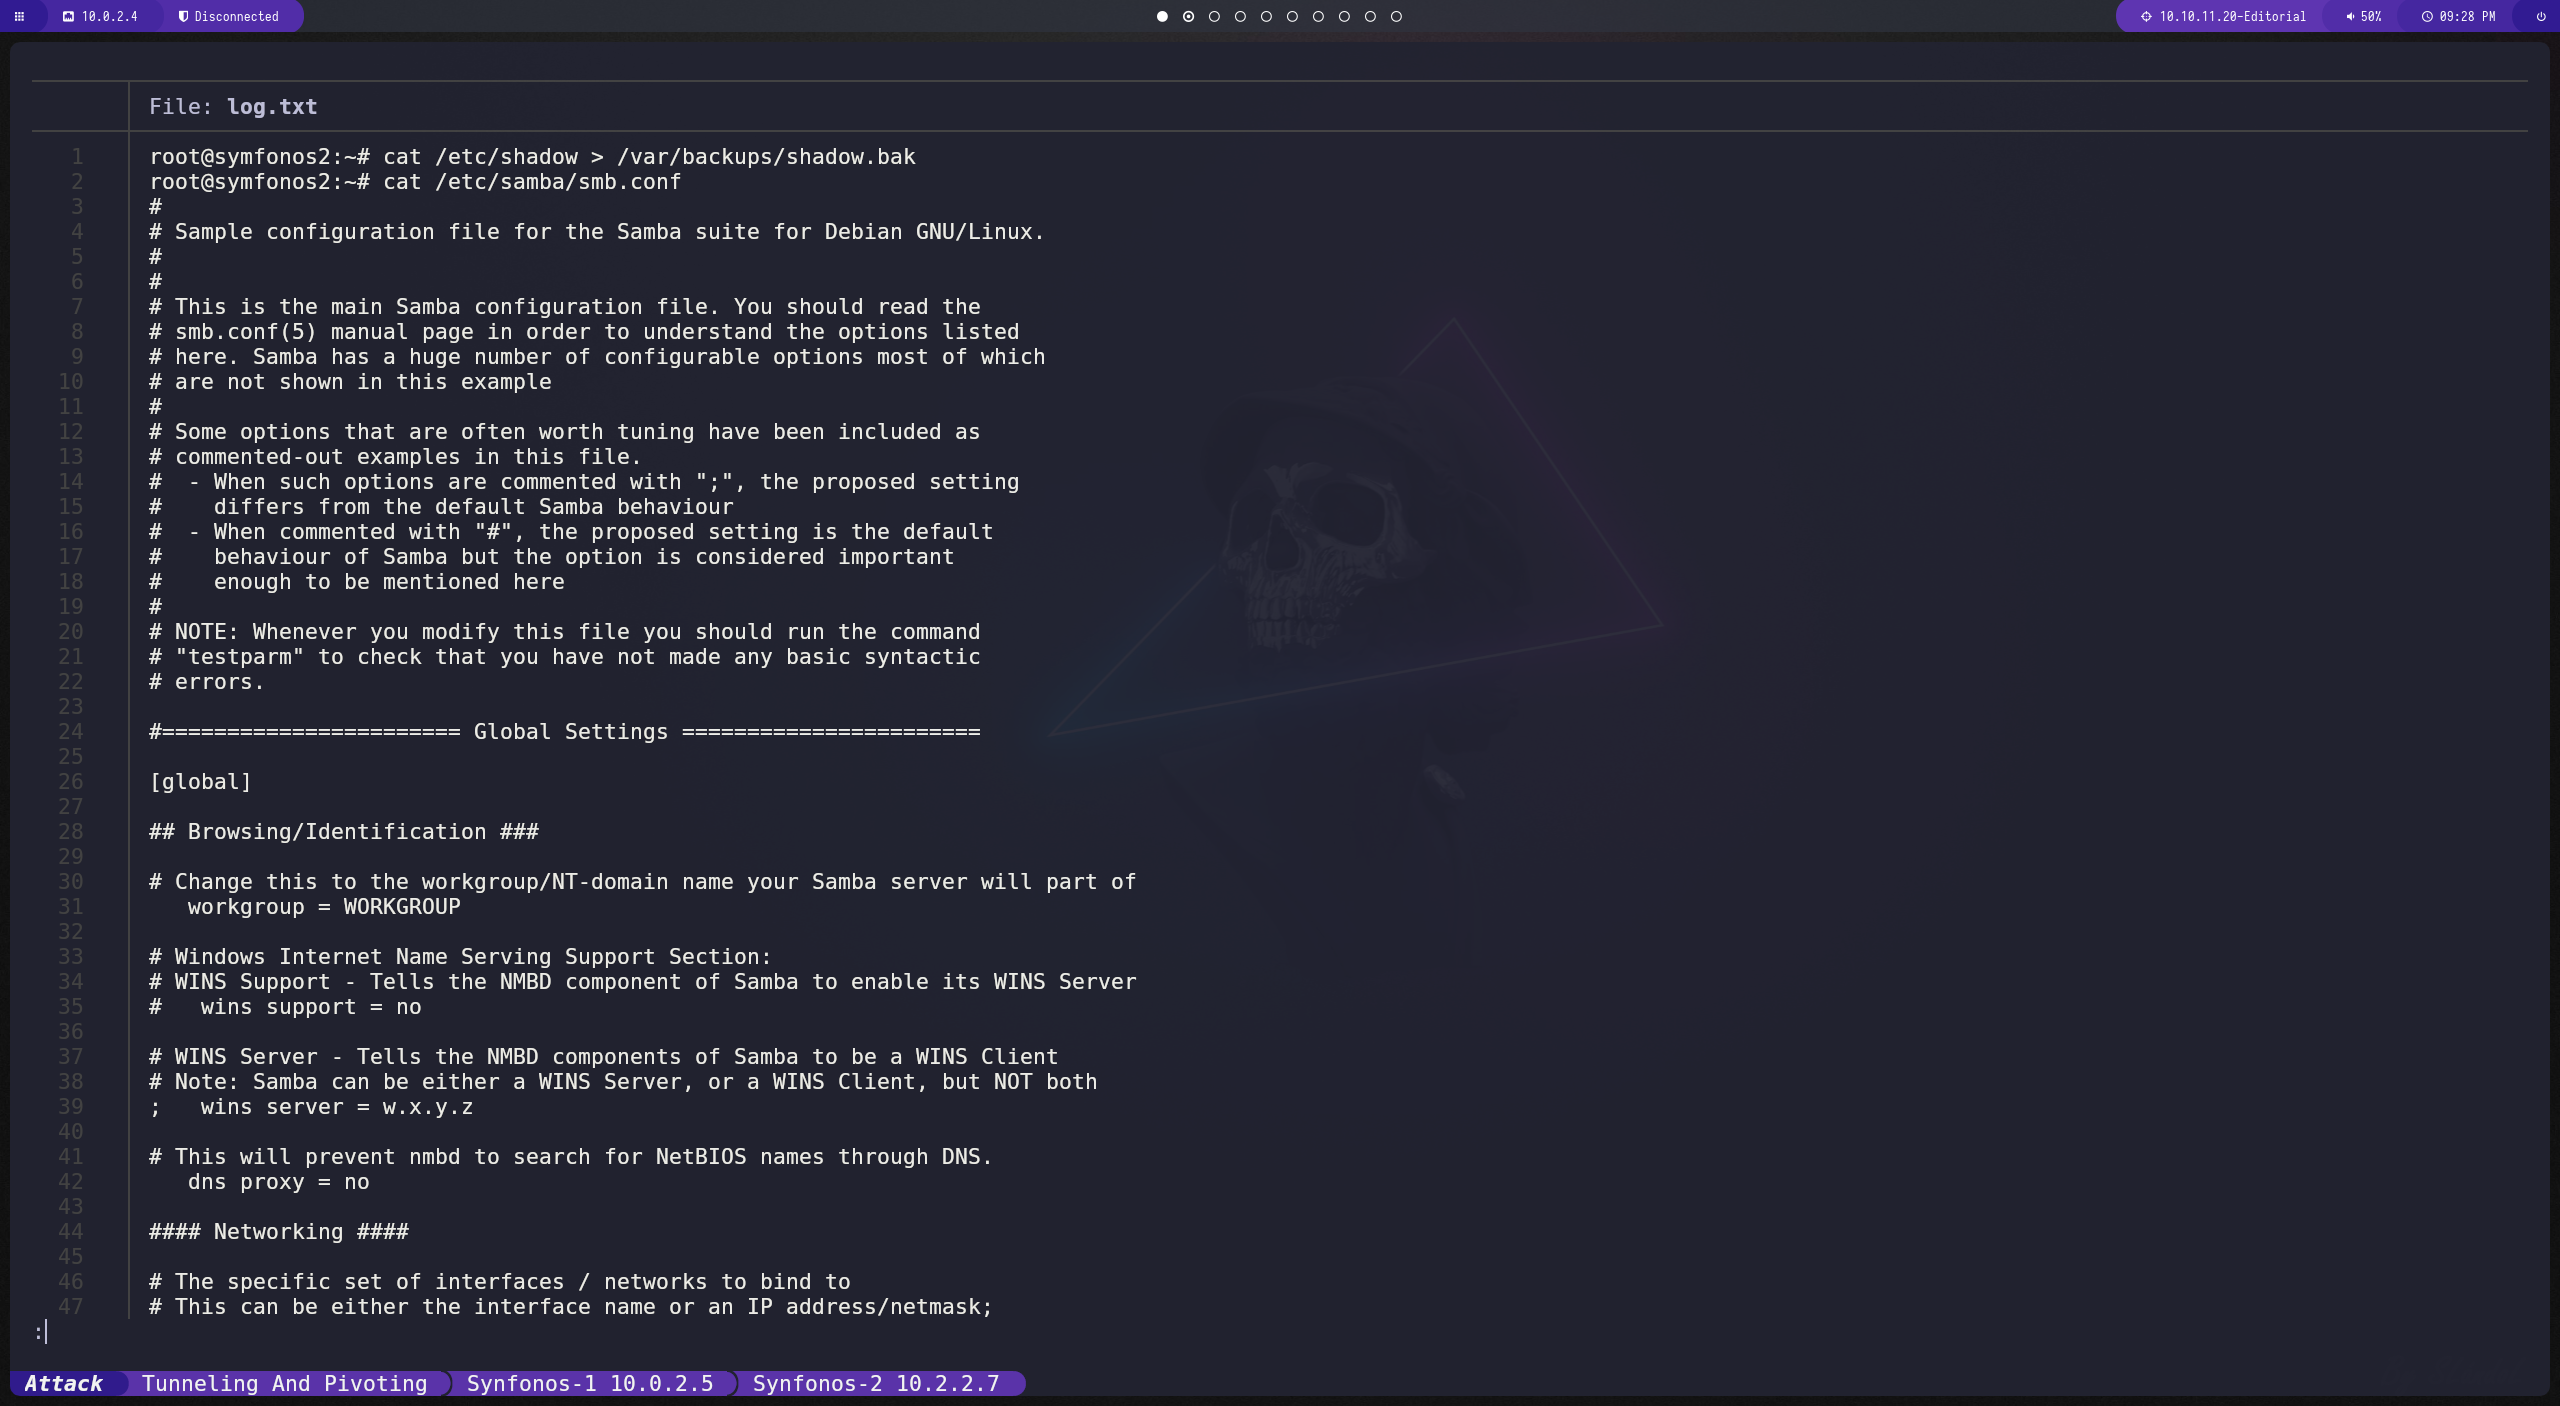 10.0.2.4 Disconnected 10.10.11.20-Editorial 50% 09:28 PM
File: log.txt
1 root@symfonos2:~# cat /etc/shadow > /var/backups/shadow.bak
2 root@symfonos2:~# cat /etc/samba/smb.conf
3 #
4 # Sample configuration file for the Samba suite for Debian GNU/Linux.
5 #
6 #
7 # This is the main Samba configuration file. You should read the
8 # smb.conf(5) manual page in order to understand the options listed
9 # here. Samba has a huge number of configurable options most of which
10 # are not shown in this example
11 #
12 # Some options that are often worth tuning have been included as
13 # commented-out examples in this file.
14 #  - When such options are commented with ";", the proposed setting
15 #    differs from the default Samba behaviour
16 #  - When commented with "#", the proposed setting is the default
17 #    behaviour of Samba but the option is considered important
18 #    enough to be mentioned here
19 #
20 # NOTE: Whenever you modify this file you should run the command
21 # "testparm" to check that you have not made any basic syntactic
22 # errors.
23
24 #======================= Global Settings =======================
25
26 [global]
27
28 ## Browsing/Identification ###
29
30 # Change this to the workgroup/NT-domain name your Samba server will part of
31    workgroup = WORKGROUP
32
33 # Windows Internet Name Serving Support Section:
34 # WINS Support - Tells the NMBD component of Samba to enable its WINS Server
35 #   wins support = no
36
37 # WINS Server - Tells the NMBD components of Samba to be a WINS Client
38 # Note: Samba can be either a WINS Server, or a WINS Client, but NOT both
39 ;   wins server = w.x.y.z
40
41 # This will prevent nmbd to search for NetBIOS names through DNS.
42    dns proxy = no
43
44 #### Networking ####
45
46 # The specific set of interfaces / networks to bind to
47 # This can be either the interface name or an IP address/netmask;
:
Attack Tunneling And Pivoting Synfonos-1 10.0.2.5 Synfonos-2 10.2.2.7